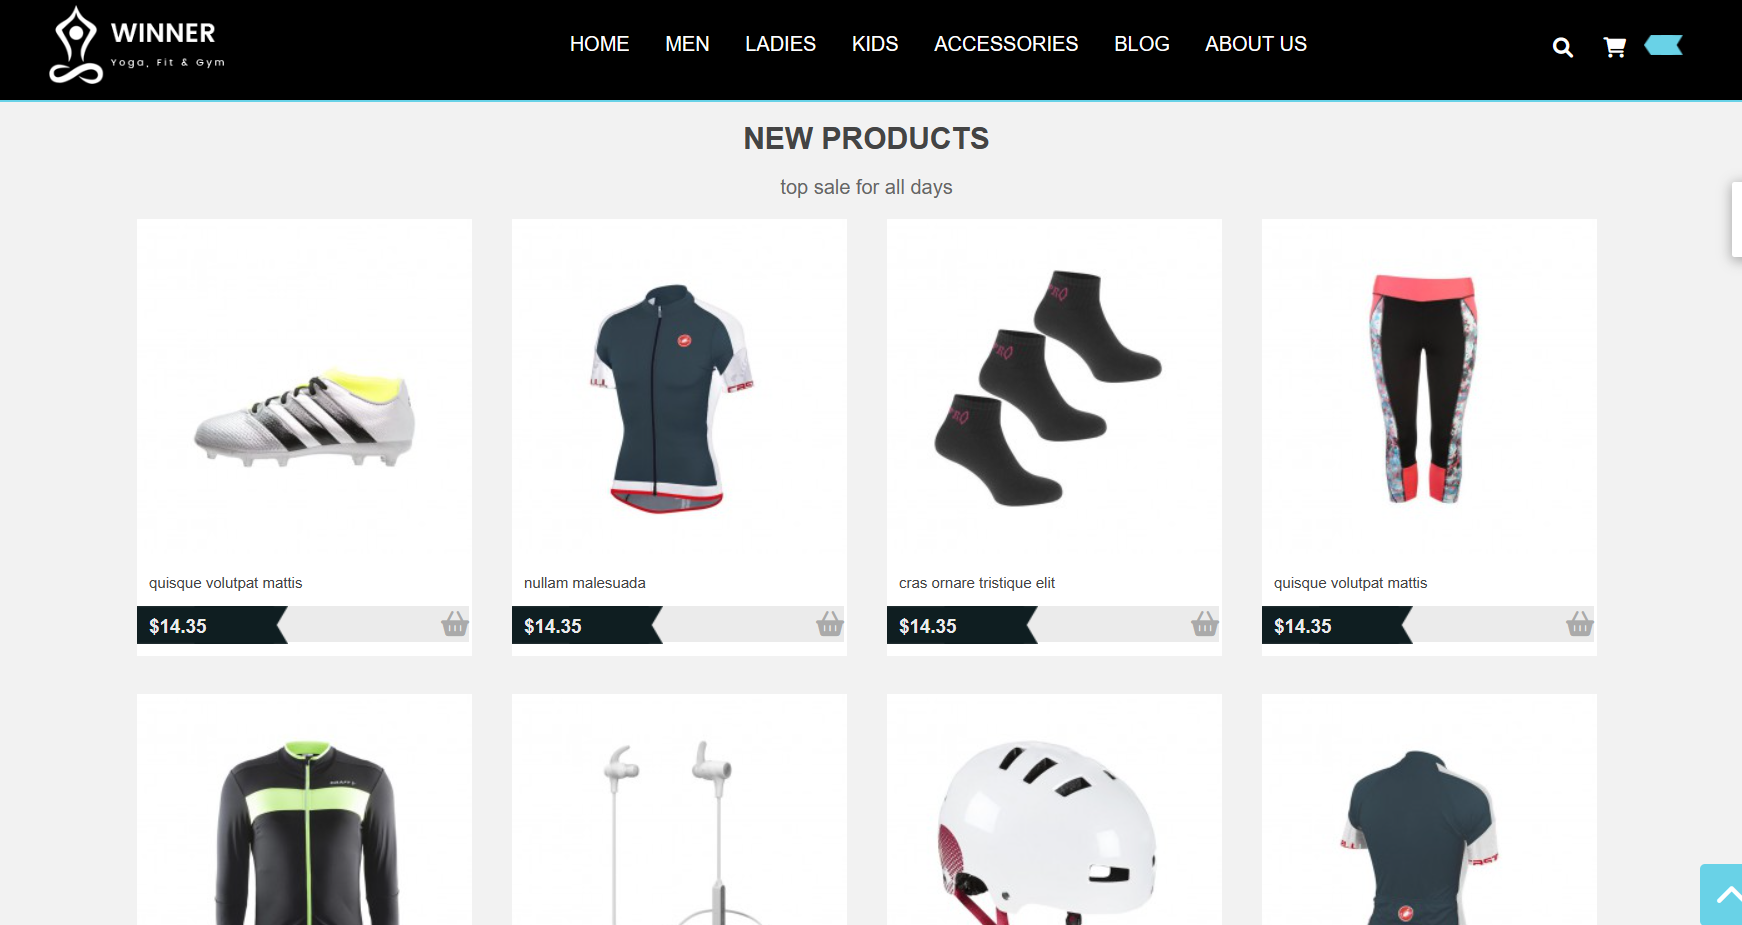 WINNER
Yoga, Fit & Gym
HOME MEN LADIES KIDS ACCESSORIES BLOG ABOUT US
NEW PRODUCTS
top sale for all days
quisque volutpat mattis
$14.35
nullam malesuada
$14.35
cras ornare tristique elit
$14.35
quisque volutpat mattis
$14.35